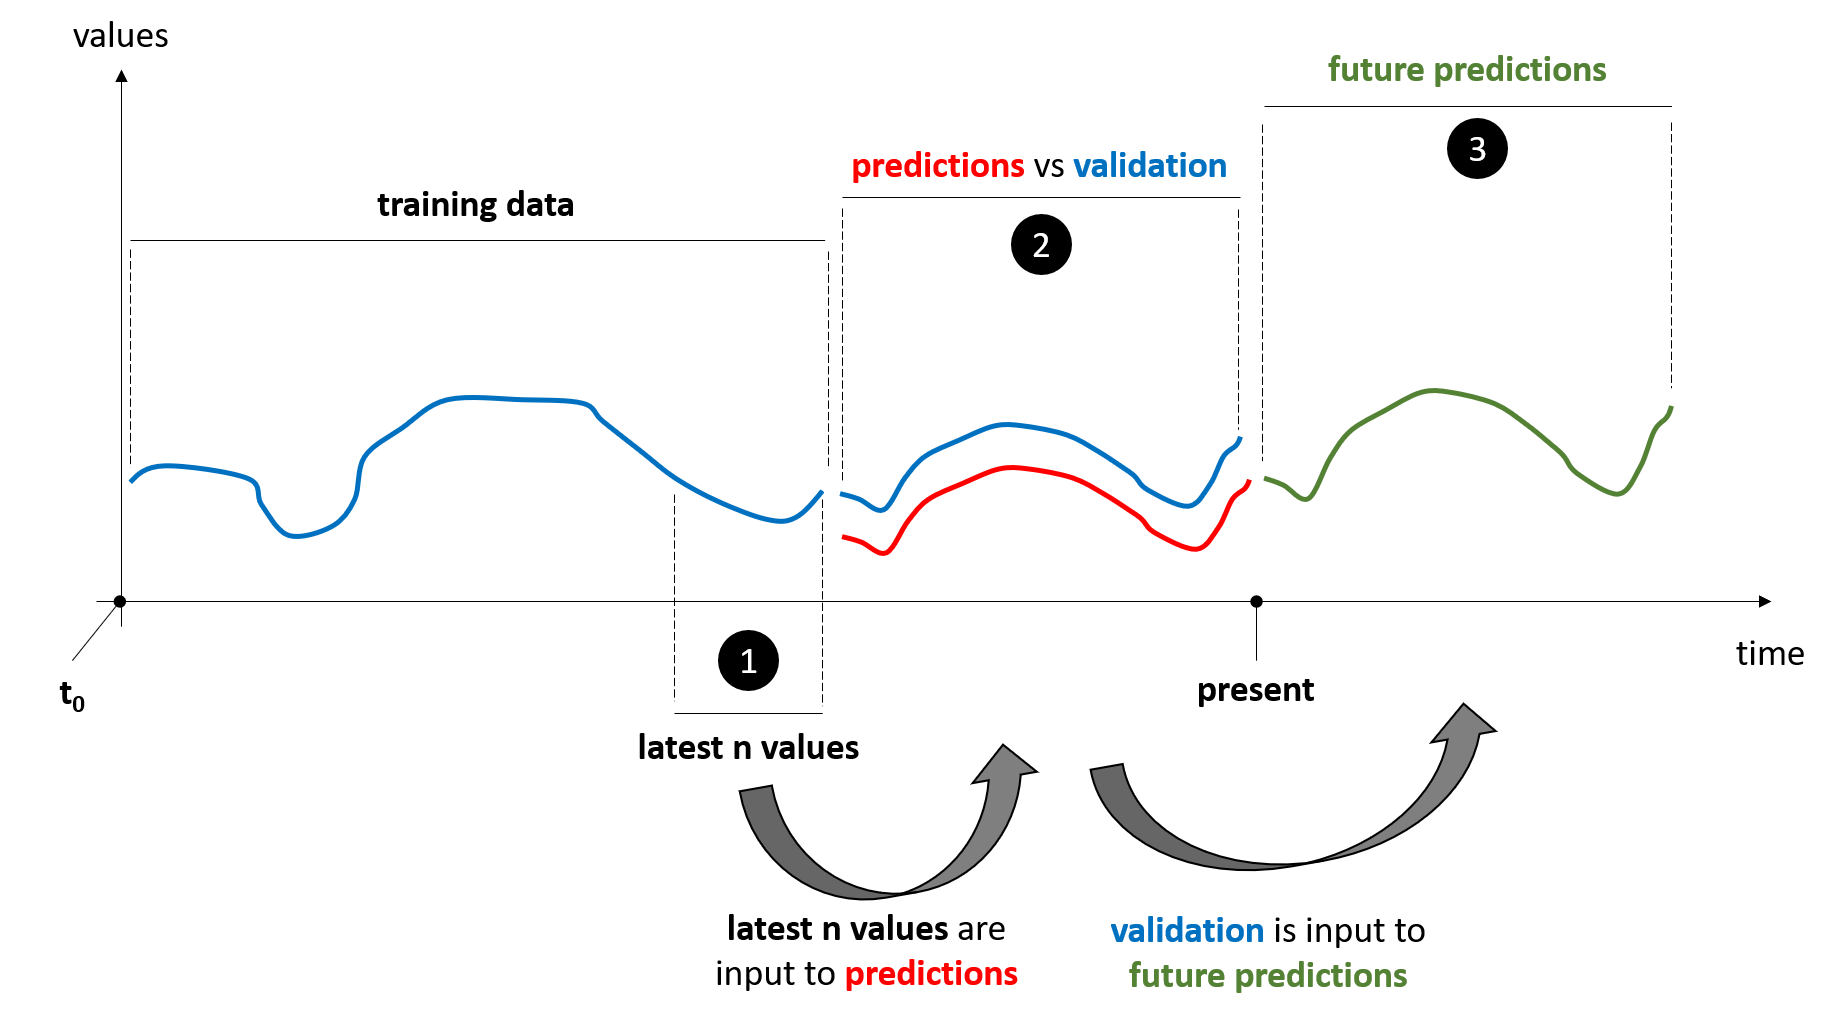 values
future predictions
3
predictions vs validation
2
training data
time
t0
1
present
latest n values
latest n values are
input to predictions
validation is input to
future predictions